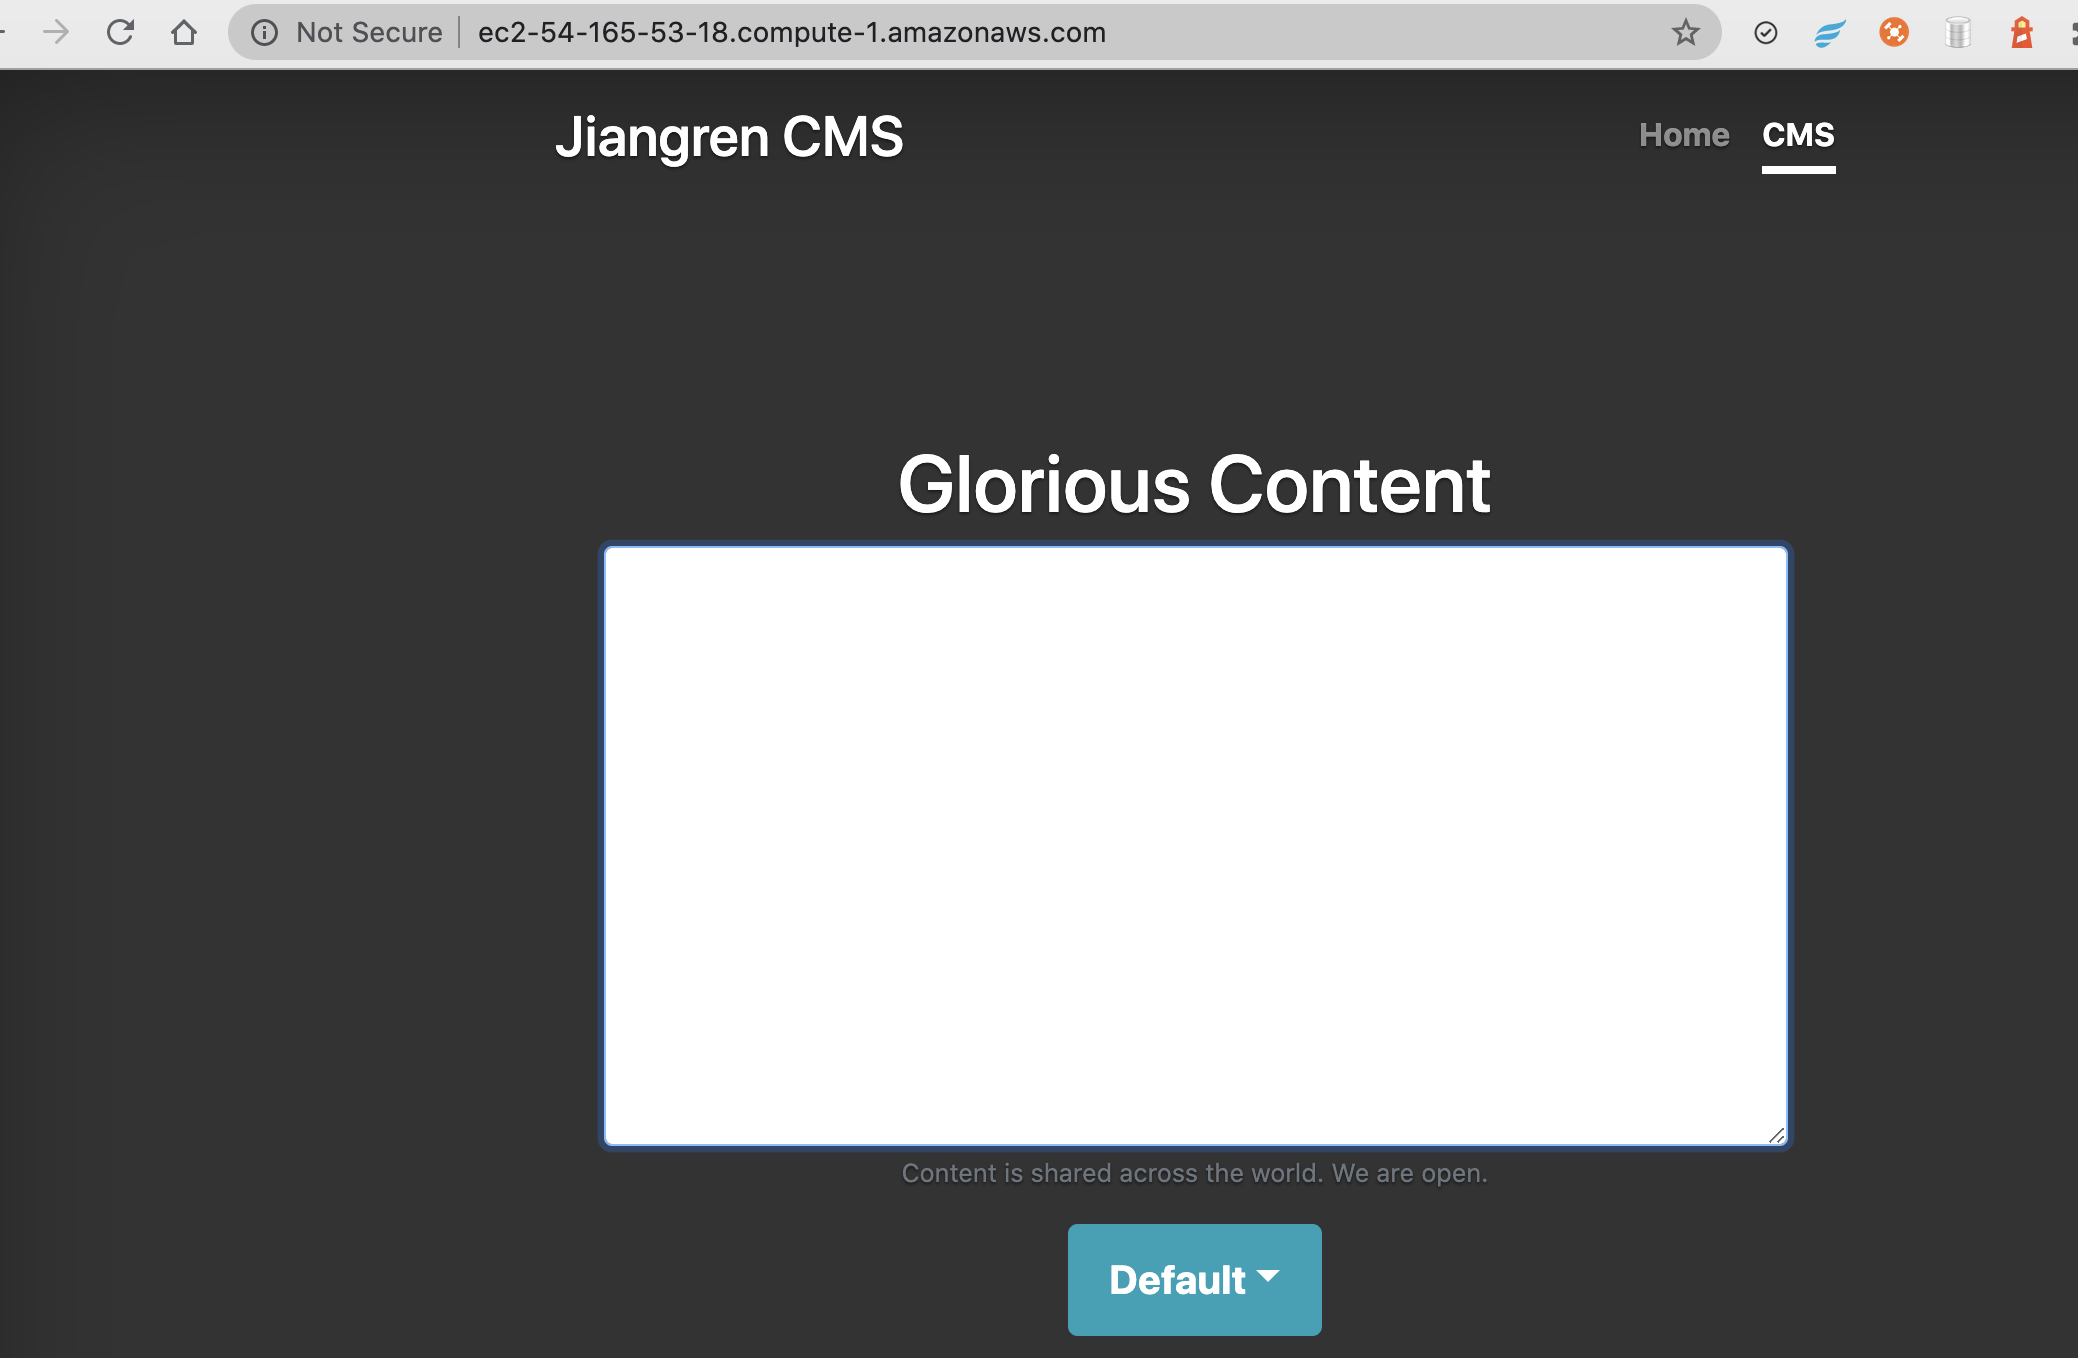 Not Secure ec2-54-165-53-18.compute-1.amazonaws.com
Jiangren CMS Home CMS
Glorious Content
Content is shared across the world. We are open.
Default